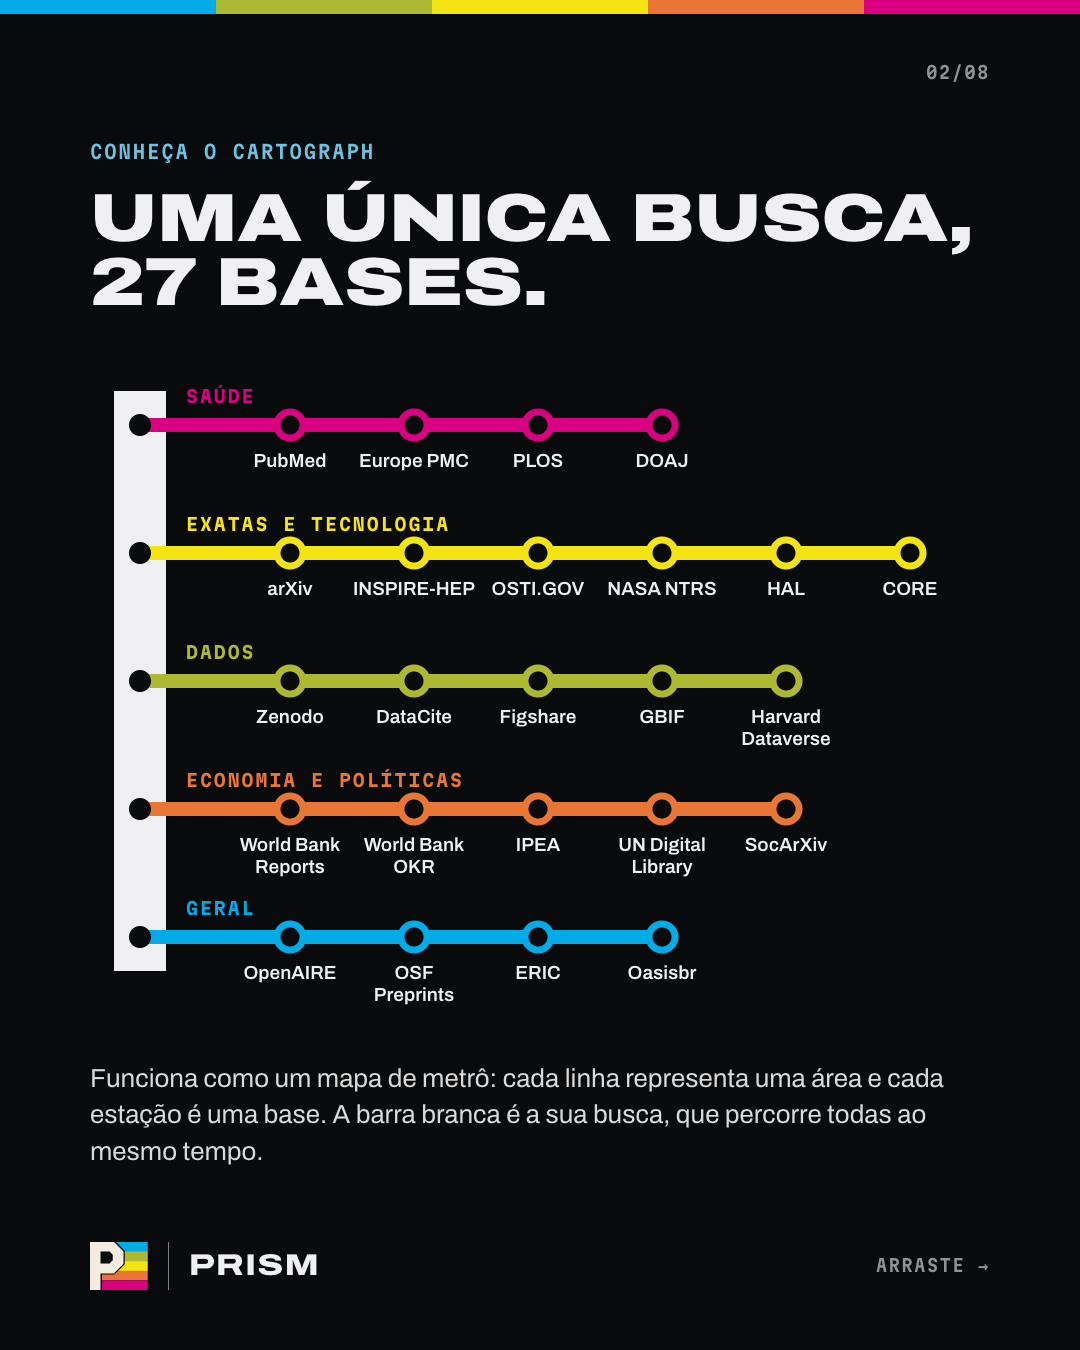 02/08
CONHEÇA O CARTOGRAPH
UMA ÚNICA BUSCA,
27 BASES.
SAÚDE
PubMed Europe PMC PLOS DOAJ
EXATAS E TECNOLOGIA
arXiv INSPIRE-HEP OSTI.GOV NASA NTRS HAL CORE
DADOS
Zenodo DataCite Figshare GBIF Harvard
Dataverse
ECONOMIA E POLÍTICAS
World Bank World Bank IPEA UN Digital SocArXiv
Reports OKR Library
GERAL
OpenAIRE OSF ERIC Oasisbr
Preprints
Funciona como um mapa de metrô: cada linha representa uma área e cada
estação é uma base. A barra branca é a sua busca, que percorre todas ao
mesmo tempo.
P PRISM
ARRASTE →